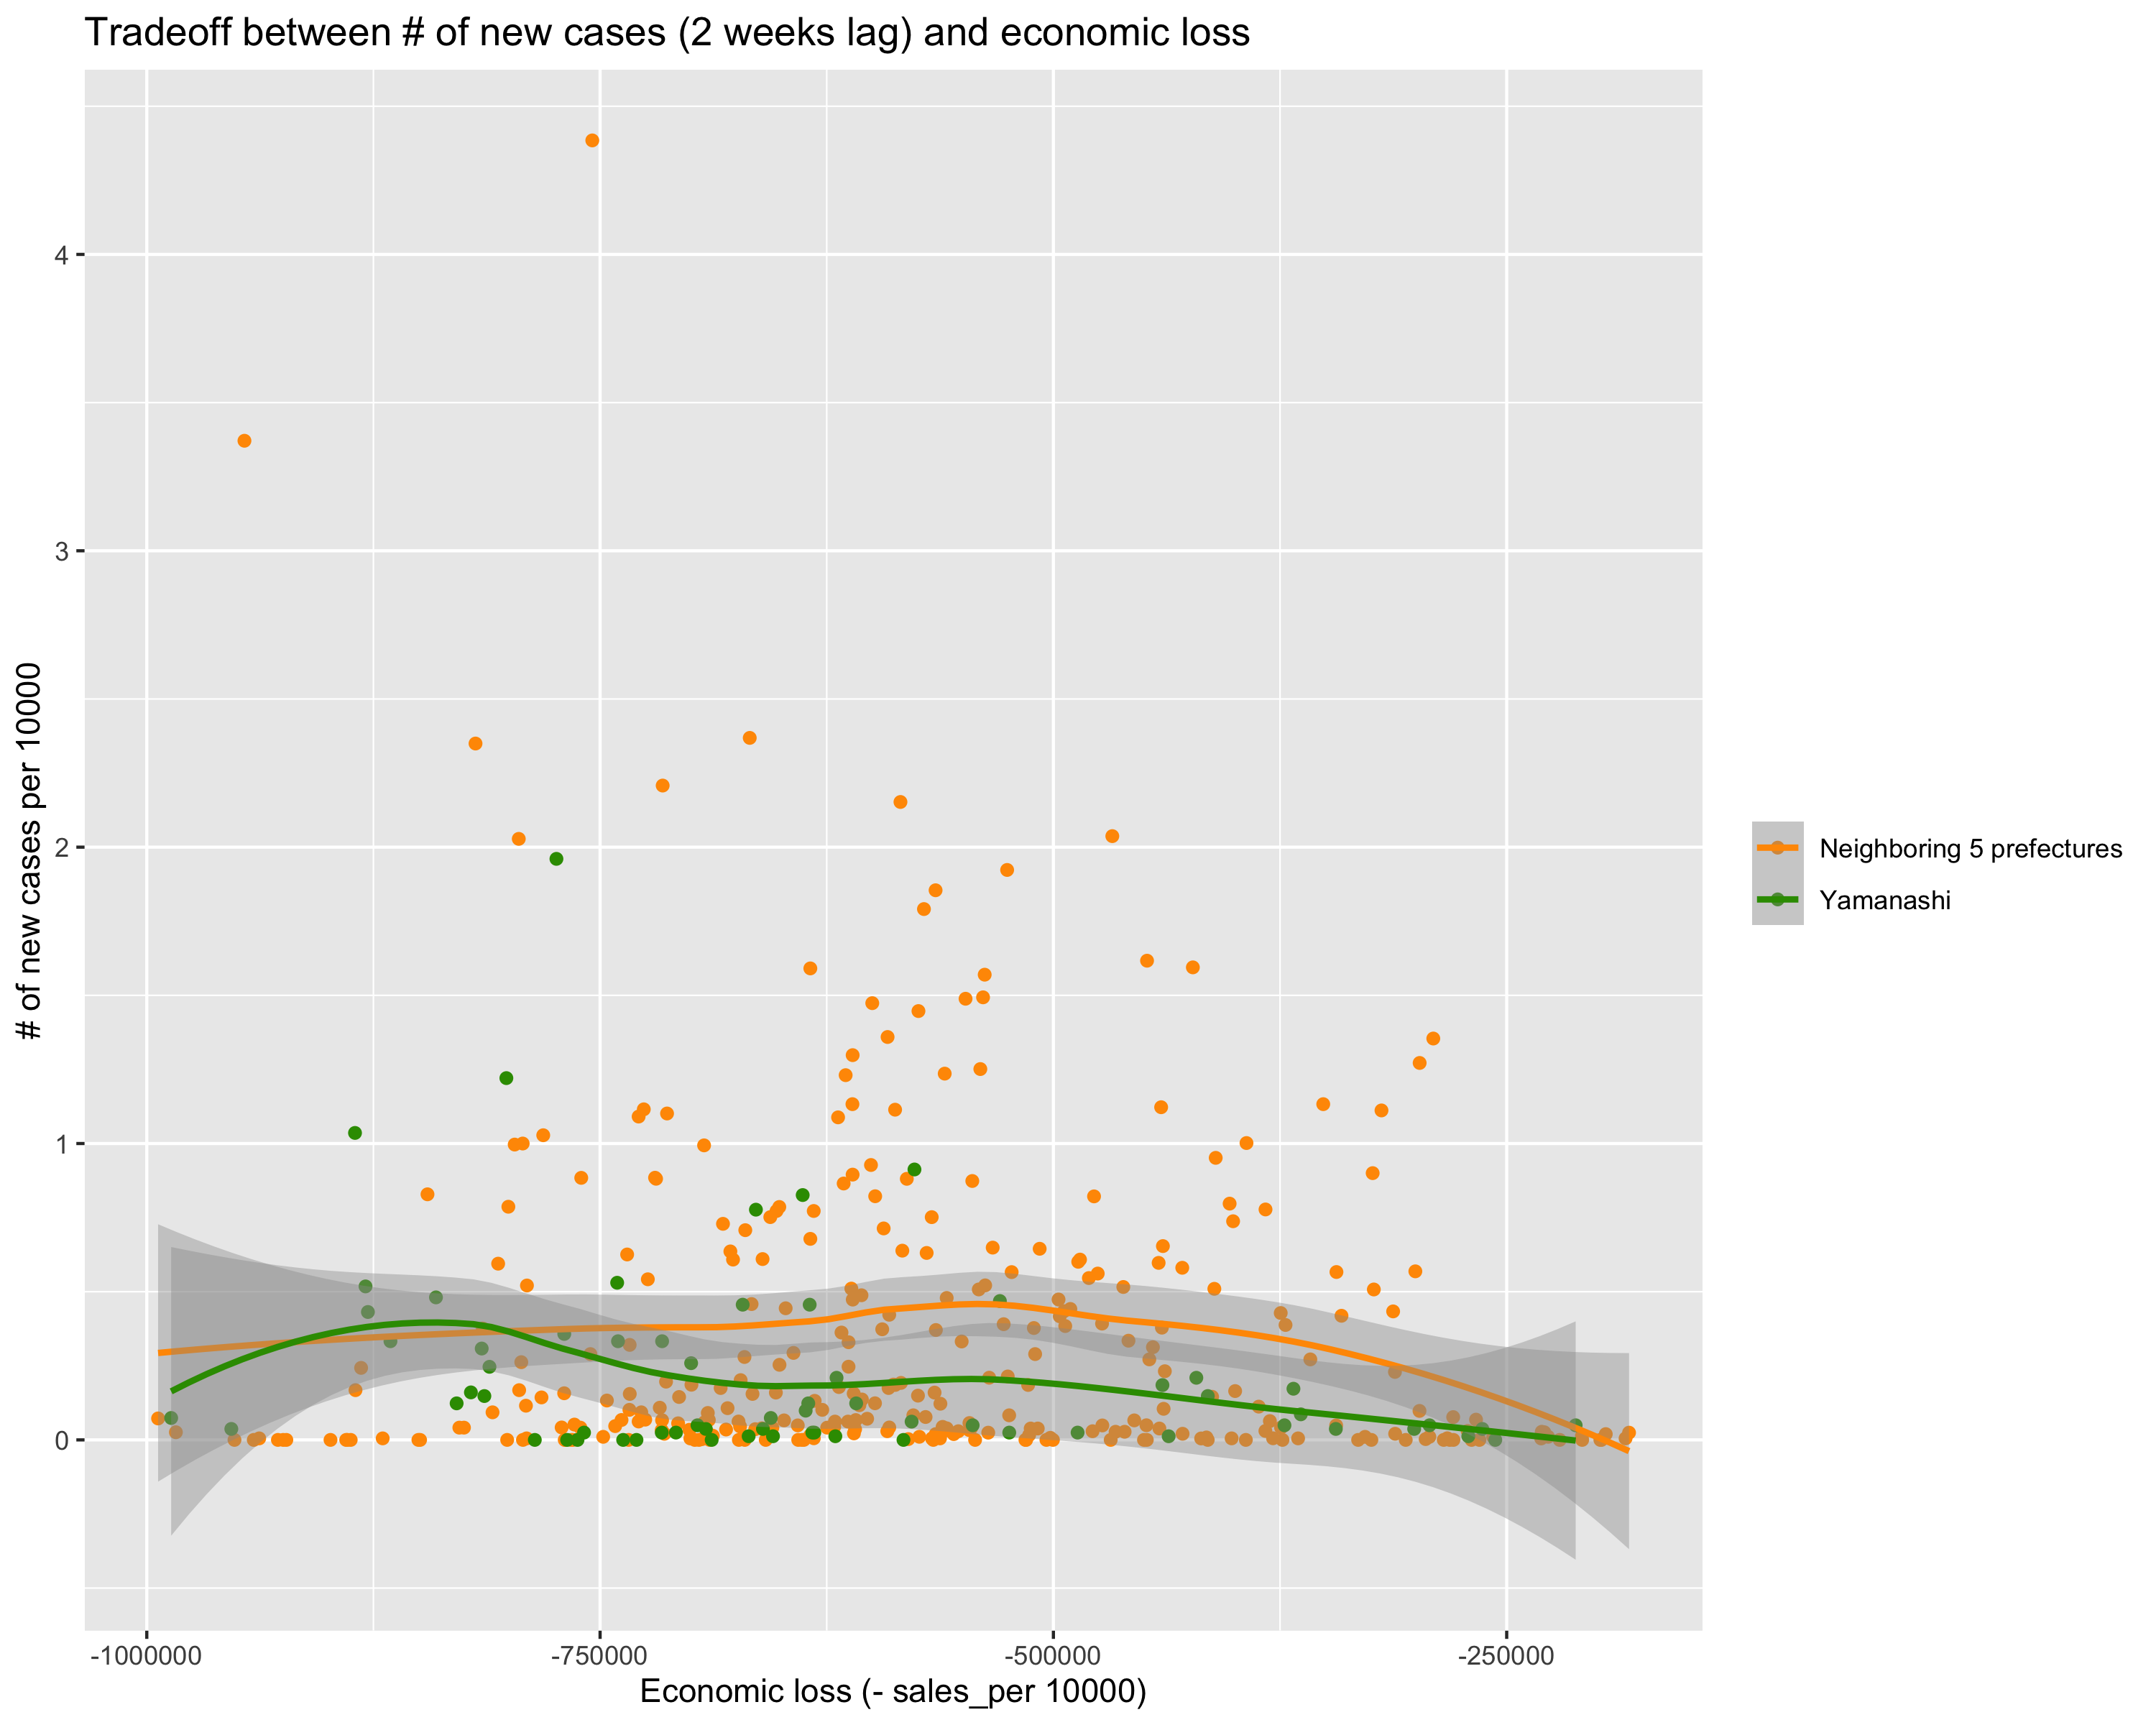 Tradeoff between # of new cases (2 weeks lag) and economic loss
# of new cases per 10000
4
3
2
1
0
-1000000
-750000
-500000
-250000
Economic loss (- sales_per 10000)
Neighboring 5 prefectures
Yamanashi